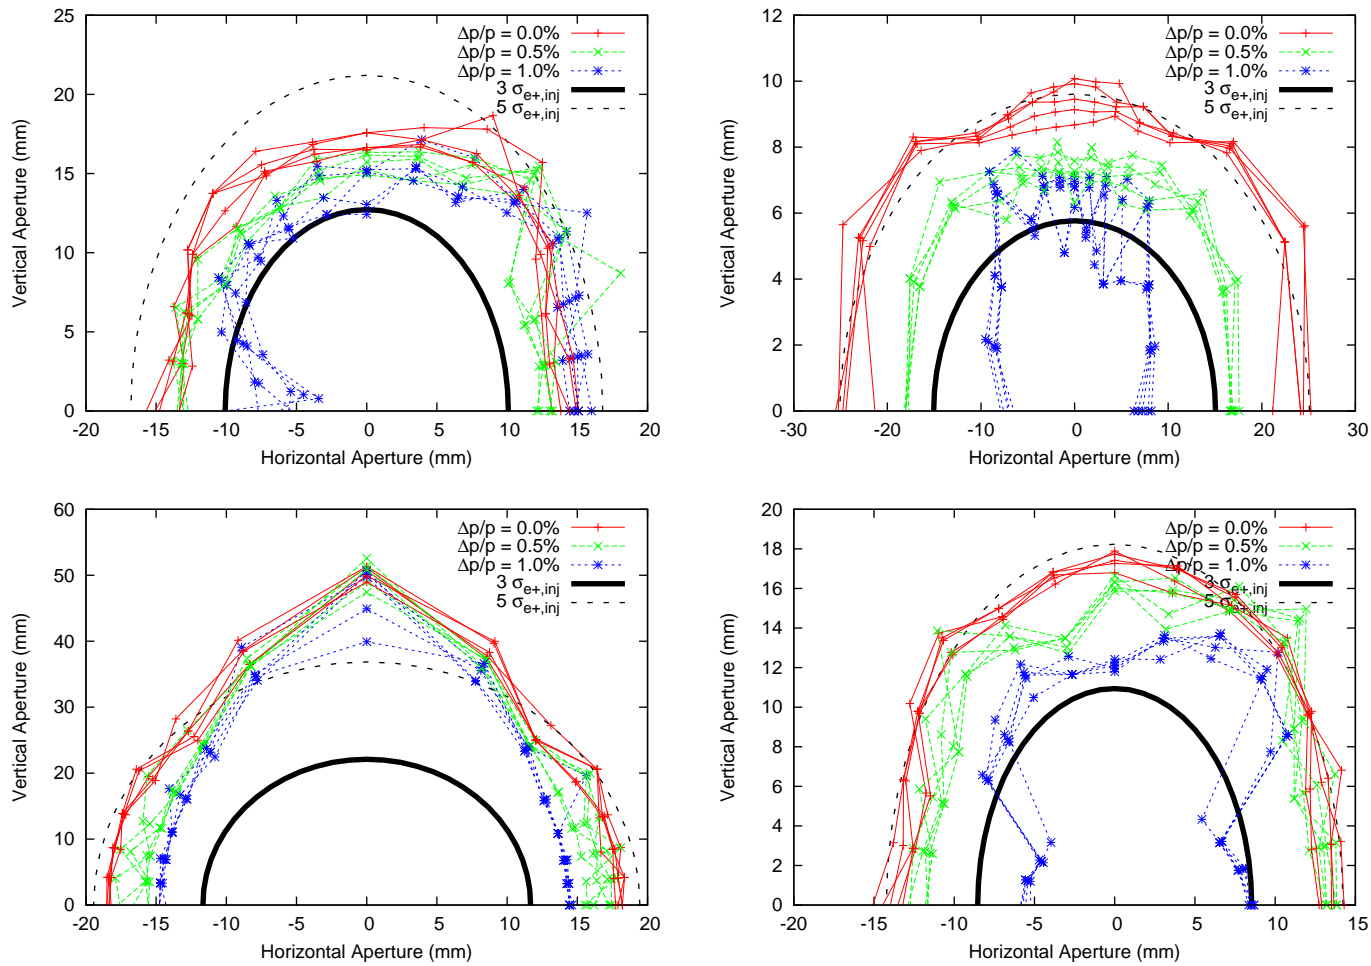 25
20
15
10
5
0
-20 -15 -10 -5 0 5 10 15 20
Vertical Aperture (mm)
Horizontal Aperture (mm)
Δp/p = 0.0%
Δp/p = 0.5%
Δp/p = 1.0%
3 σe+,inj
5 σe+,inj
12
10
8
6
4
2
0
-30 -20 -10 0 10 20 30
Vertical Aperture (mm)
Horizontal Aperture (mm)
Δp/p = 0.0%
Δp/p = 0.5%
Δp/p = 1.0%
3 σe+,inj
5 σe+,inj
60
50
40
30
20
10
0
-20 -15 -10 -5 0 5 10 15 20
Vertical Aperture (mm)
Horizontal Aperture (mm)
Δp/p = 0.0%
Δp/p = 0.5%
Δp/p = 1.0%
3 σe+,inj
5 σe+,inj
20
18
16
14
12
10
8
6
4
2
0
-20 -15 -10 -5 0 5 10 15
Vertical Aperture (mm)
Horizontal Aperture (mm)
Δp/p = 0.0%
Δp/p = 0.5%
Δp/p = 1.0%
3 σe+,inj
5 σe+,inj